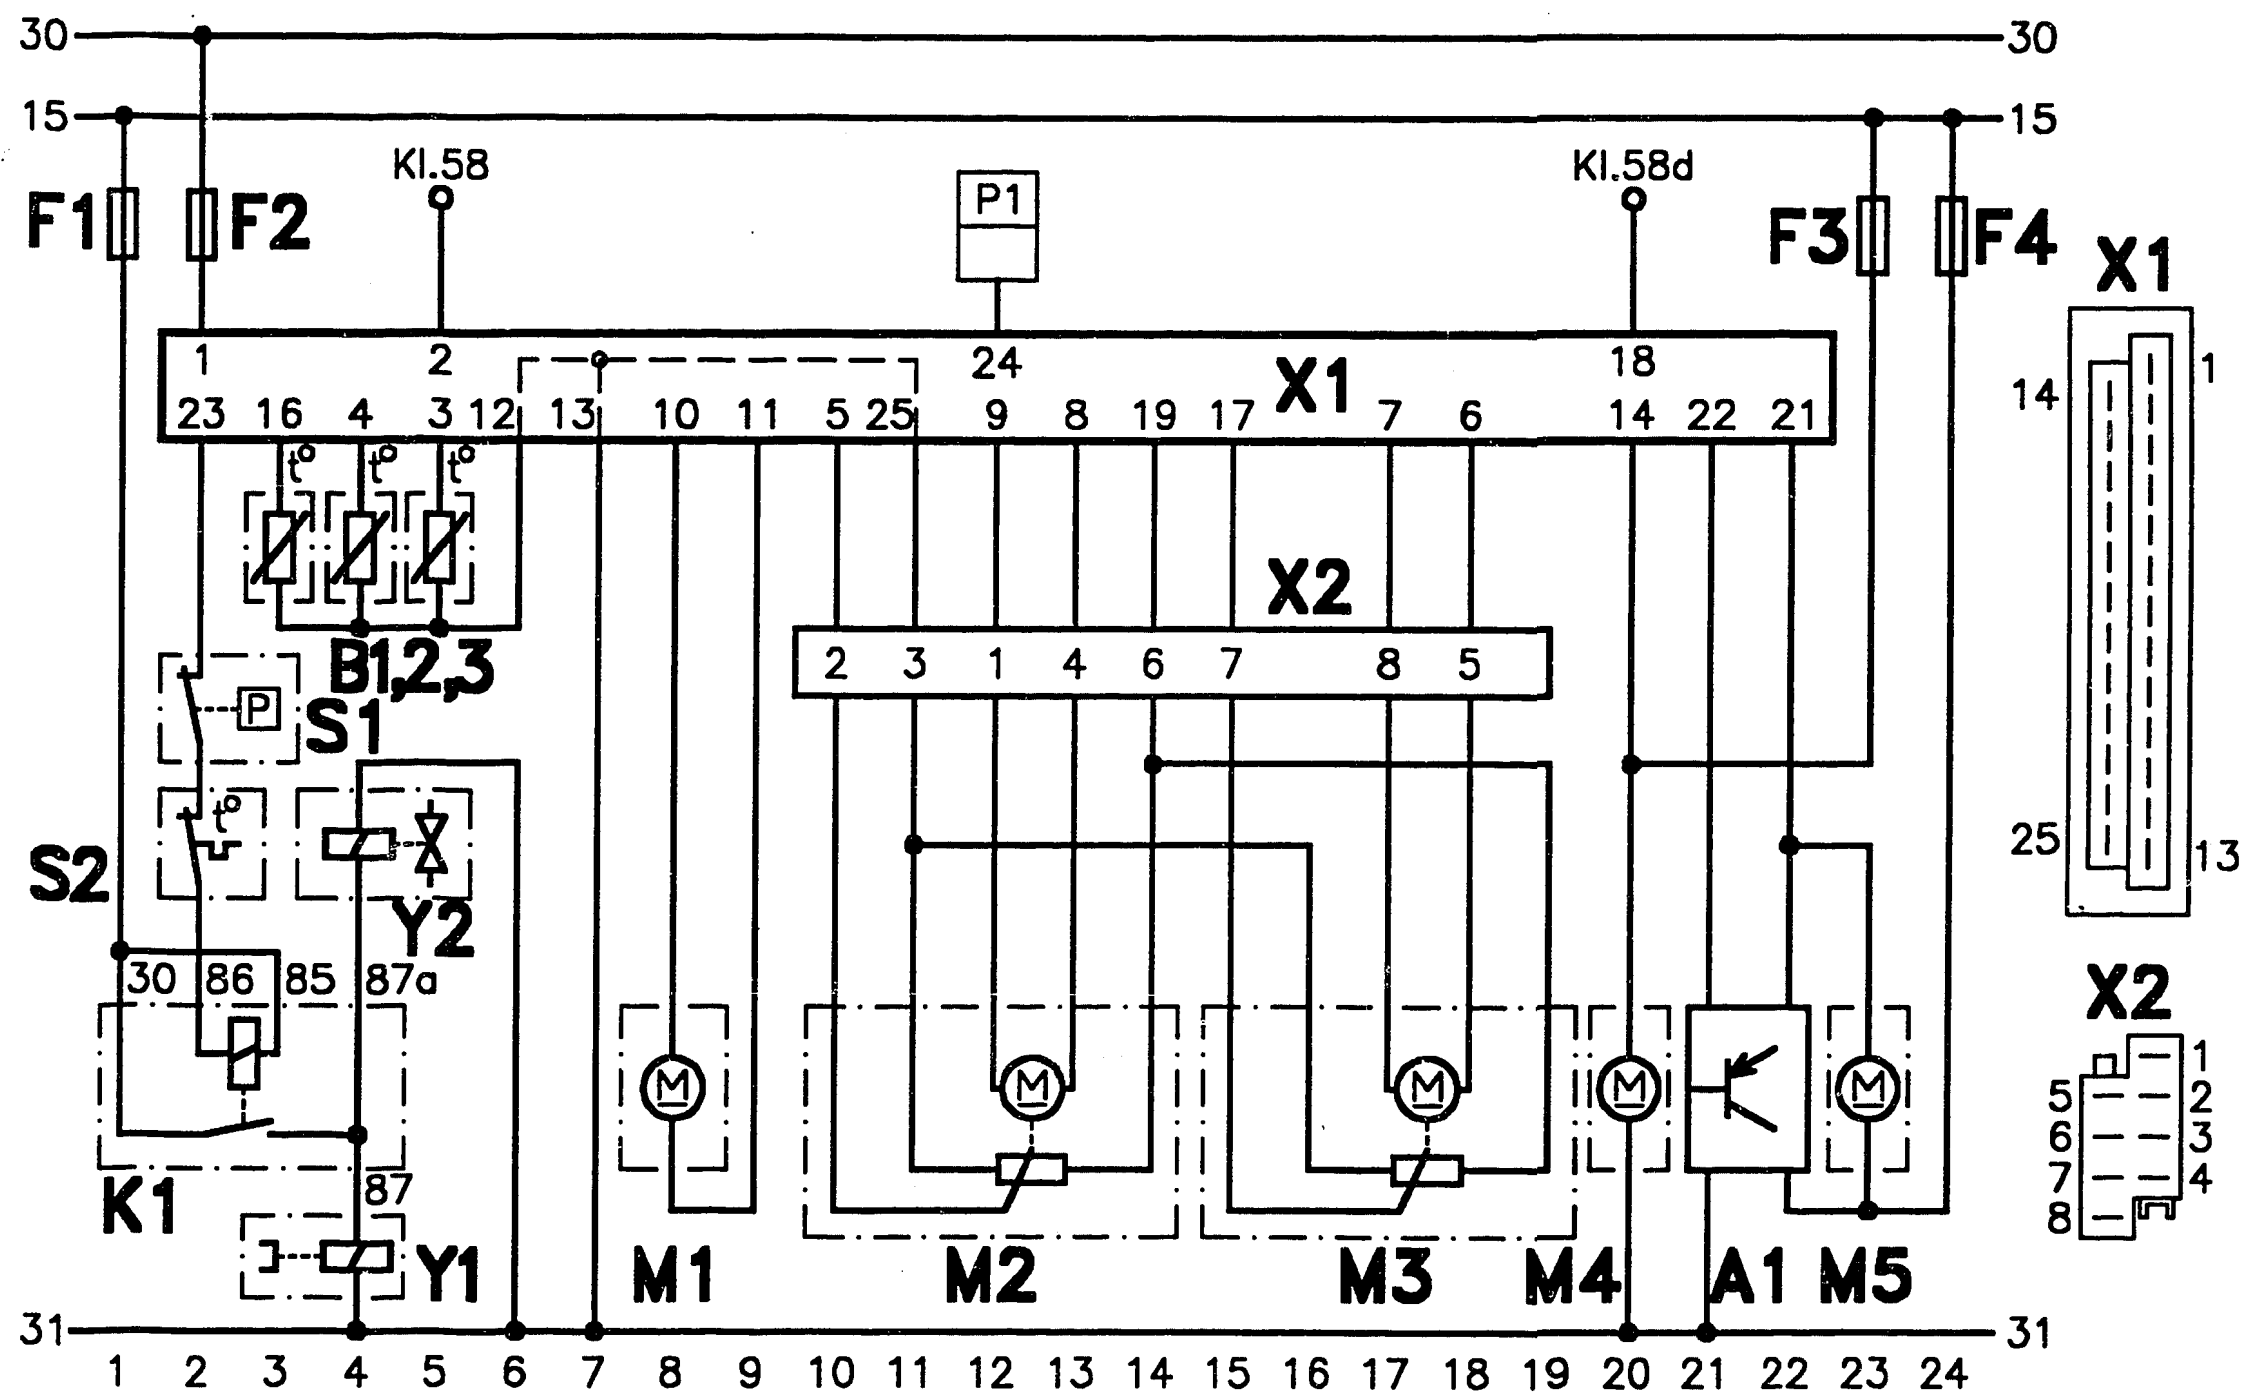 30 30
15 15
Kl.58 Kl.58d
P1
F1 F2 F3 F4
X1
1 2 24 18
X1
23 16 4 3 12 13 10 11 5 25 9 8 19 17 7 6 14 22 21
14 1
t° t° t°
X2
2 3 1 4 6 7 8 5
B1,2,3
P
S1
t°
S2
25 13
Y2
30 86 85 87a
X2
M M M M
1
5 2
6 3
7 4
8
K1
87
Y1 M1 M2 M3 M4 A1 M5
31 31
1 2 3 4 5 6 7 8 9 10 11 12 13 14 15 16 17 18 19 20 21 22 23 24
M